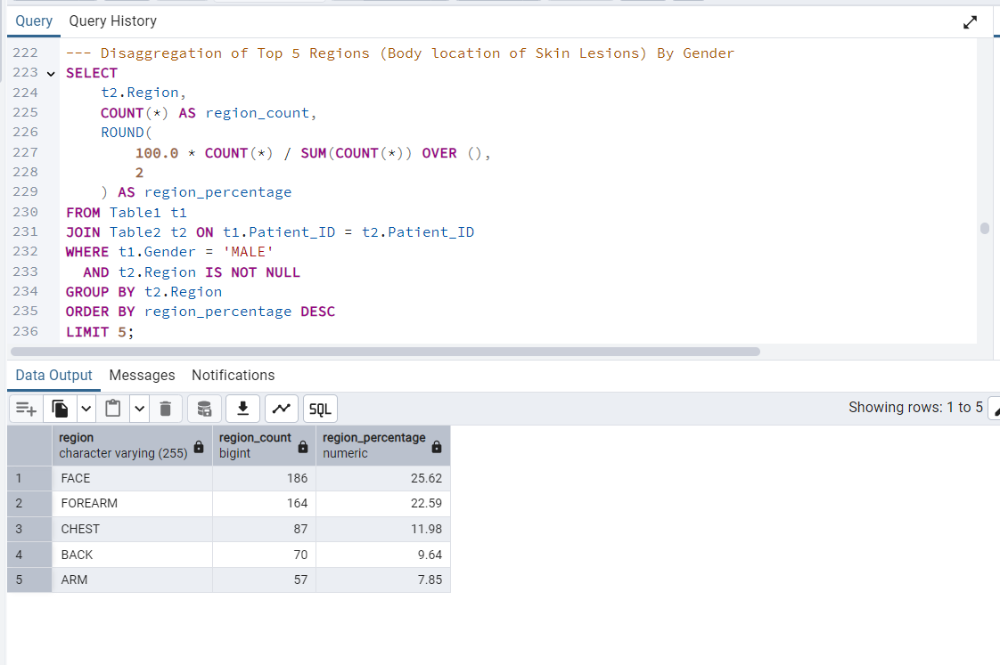 Query Query History
222 --- Disaggregation of Top 5 Regions (Body location of Skin Lesions) By Gender
223 SELECT
224 t2.Region,
225 COUNT(*) AS region_count,
226 ROUND(
227 100.0 * COUNT(*) / SUM(COUNT(*)) OVER (),
228 2
229 ) AS region_percentage
230 FROM Table1 t1
231 JOIN Table2 t2 ON t1.Patient_ID = t2.Patient_ID
232 WHERE t1.Gender = 'MALE'
233 AND t2.Region IS NOT NULL
234 GROUP BY t2.Region
235 ORDER BY region_percentage DESC
236 LIMIT 5;
Data Output Messages Notifications
SQL Showing rows: 1 to 5
region region_count region_percentage
character varying (255) bigint numeric
1 FACE 186 25.62
2 FOREARM 164 22.59
3 CHEST 87 11.98
4 BACK 70 9.64
5 ARM 57 7.85